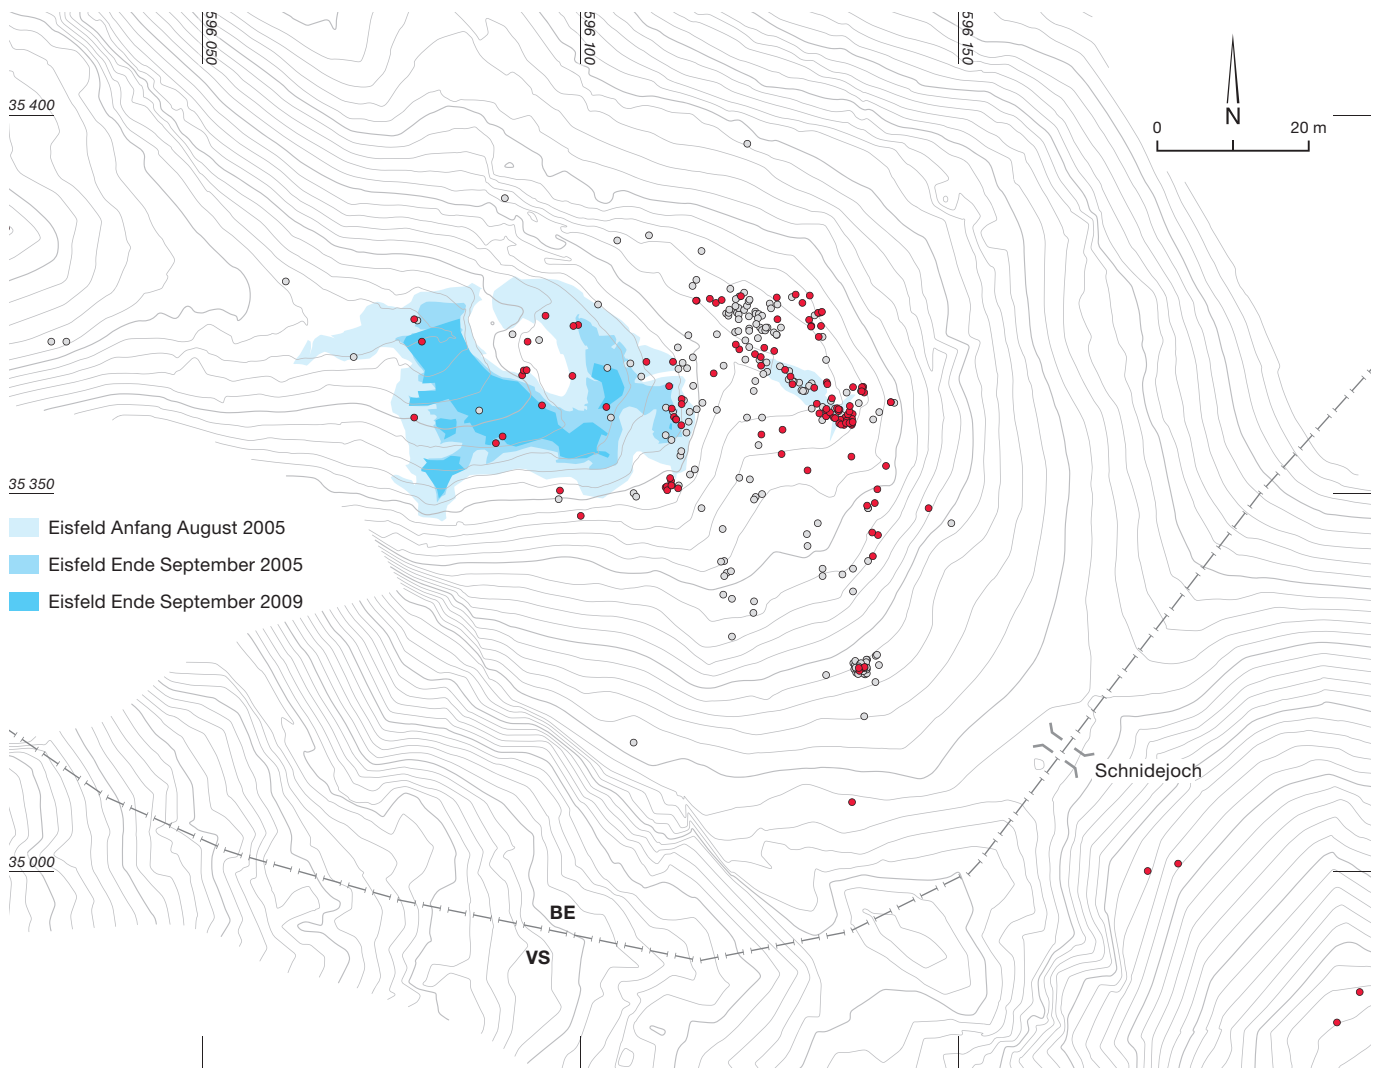 596 050
596 100
596 150
35 400
N
0 20 m
35 350
Eisfeld Anfang August 2005
Eisfeld Ende September 2005
Eisfeld Ende September 2009
Schnidejoch
35 000
BE
VS